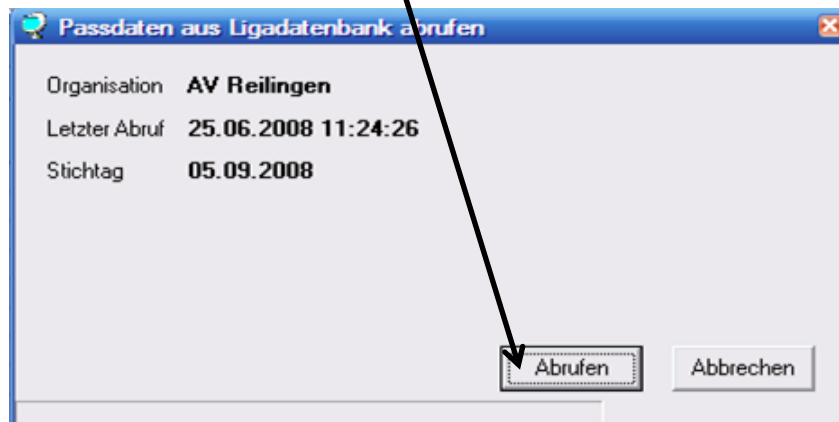 Passdaten aus Ligadatenbank abrufen
Organisation AV Reilingen
Letzter Abruf 25.06.2008 11:24:26
Stichtag 05.09.2008
Abrufen Abbrechen